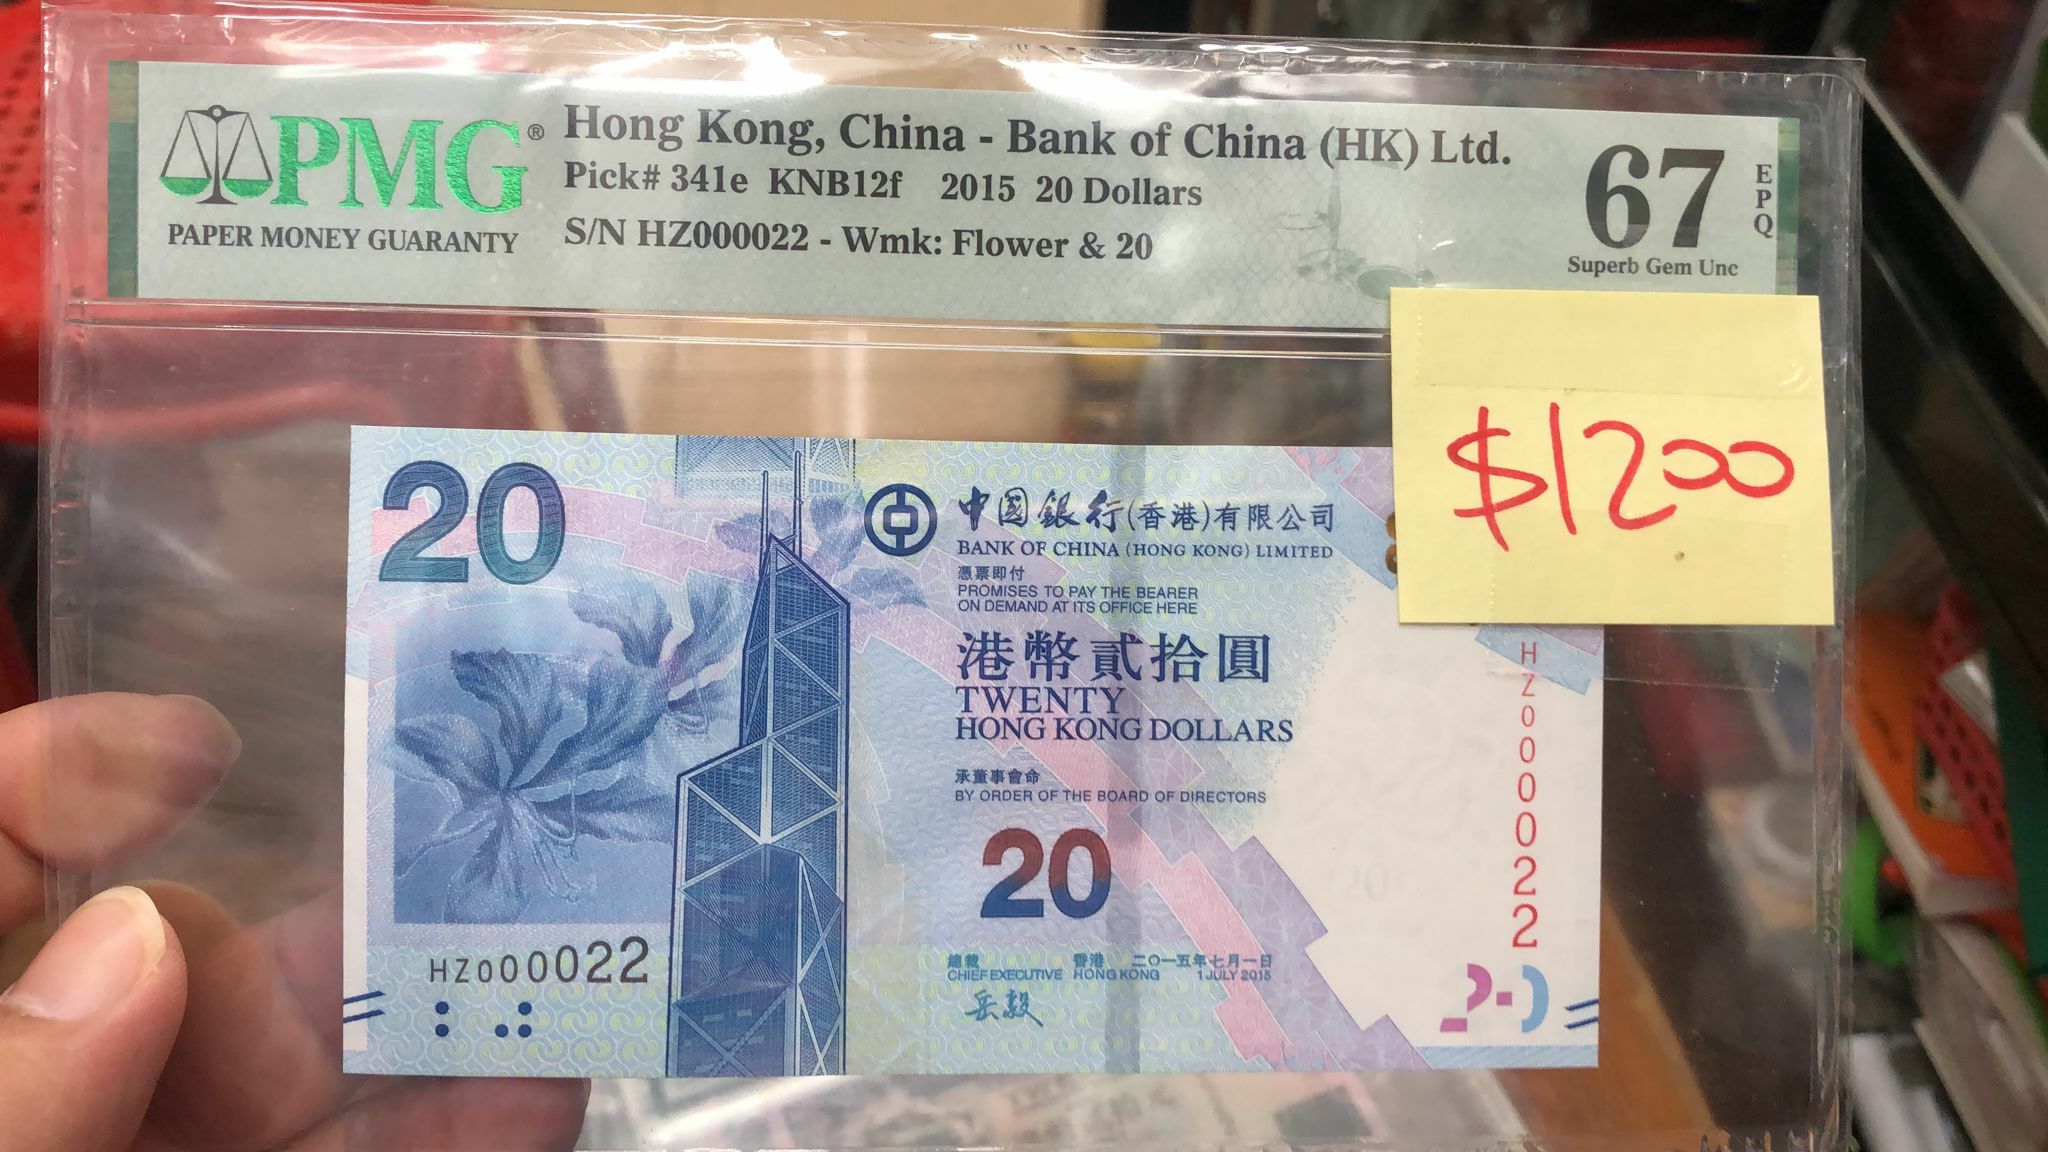 PMG®
PAPER MONEY GUARANTY
Hong Kong, China - Bank of China (HK) Ltd.
Pick# 341e KNB12f 2015 20 Dollars
S/N HZ000022 - Wmk: Flower & 20
67
EPQ
Superb Gem Unc
$1200
20
中國銀行(香港)有限公司
BANK OF CHINA (HONG KONG) LIMITED
憑票即付
PROMISES TO PAY THE BEARER
ON DEMAND AT ITS OFFICE HERE
港幣貳拾圓
TWENTY
HONG KONG DOLLARS
承董事會命
BY ORDER OF THE BOARD OF DIRECTORS
20
HZ000022
HZ000022
總裁 香港 二〇一五年七月一日
CHIEF EXECUTIVE HONG KONG 1 JULY 2015
岳毅
20